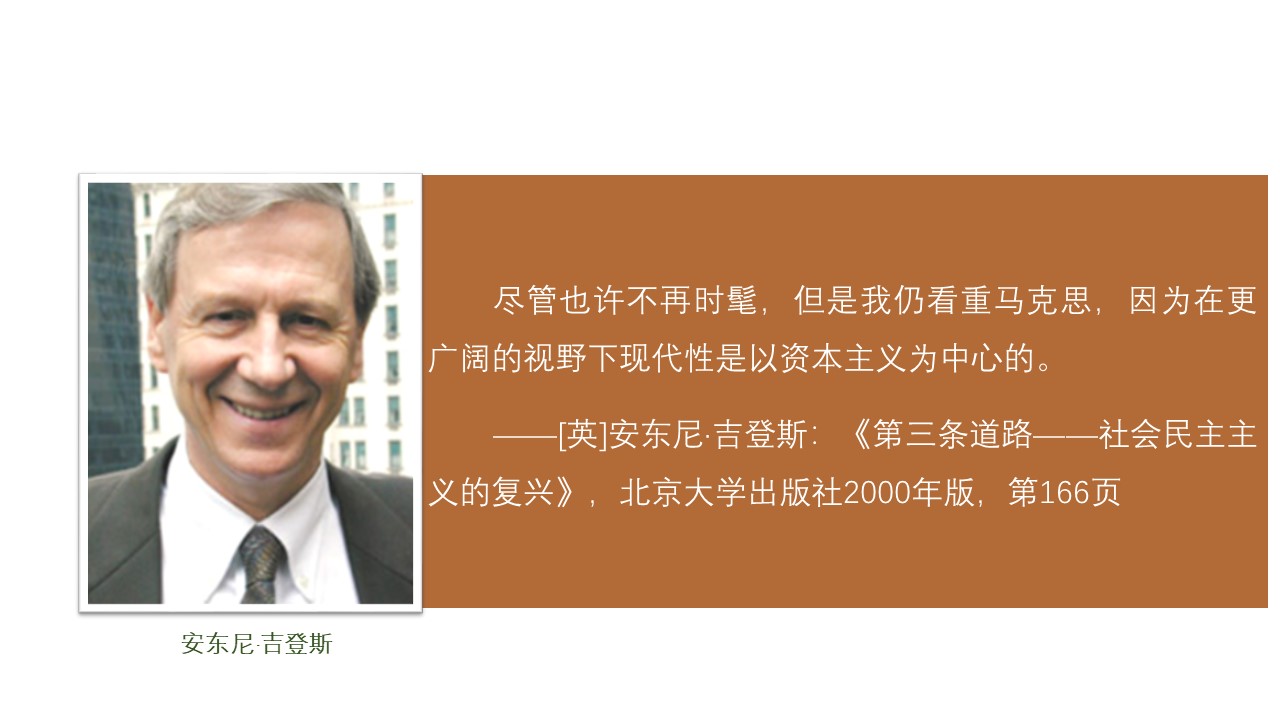 尽管也许不再时髦，但是我仍看重马克思，因为在更
广阔的视野下现代性是以资本主义为中心的。
——[英]安东尼·吉登斯：《第三条道路——社会民主主
义的复兴》，北京大学出版社2000年版，第166页
安东尼·吉登斯